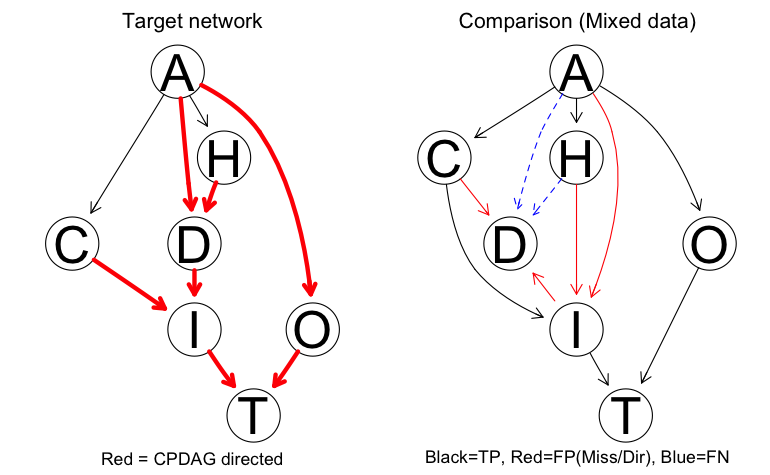 Target network
A
H
C
D
I
O
T
Red = CPDAG directed
Comparison (Mixed data)
A
C
H
D
O
I
T
Black=TP, Red=FP(Miss/Dir), Blue=FN